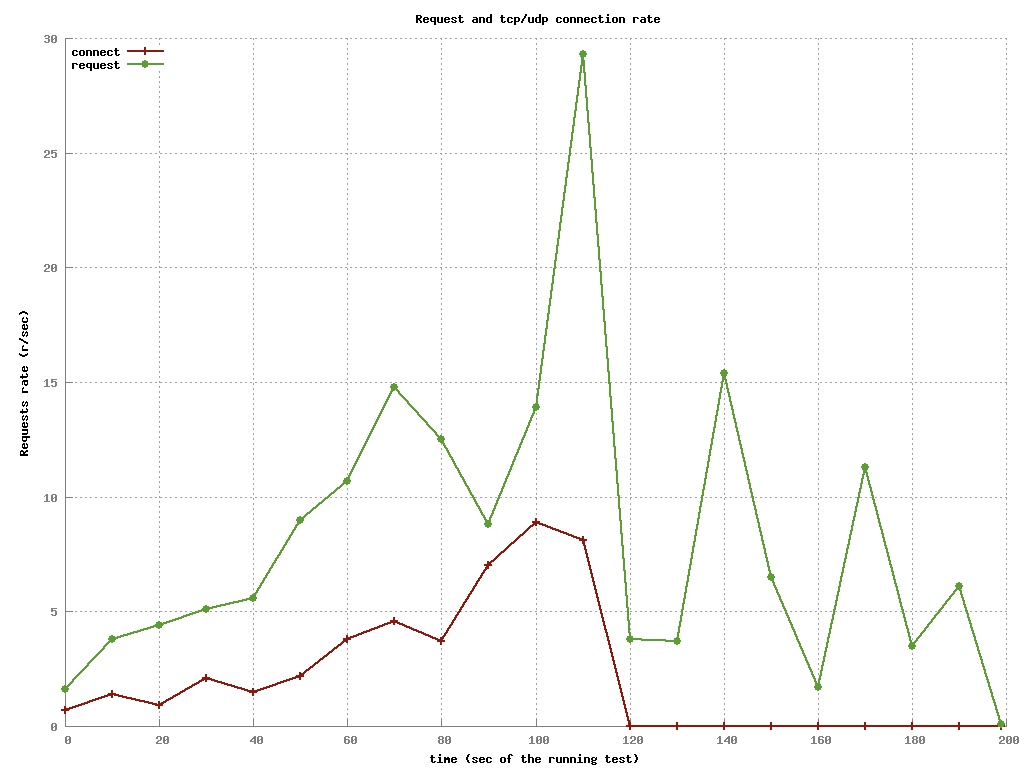 Request and tcp/udp connection rate
connect
request
30
25
20
15
10
5
0
Requests rate (r/sec)
0 20 40 60 80 100 120 140 160 180 200
time (sec of the running test)